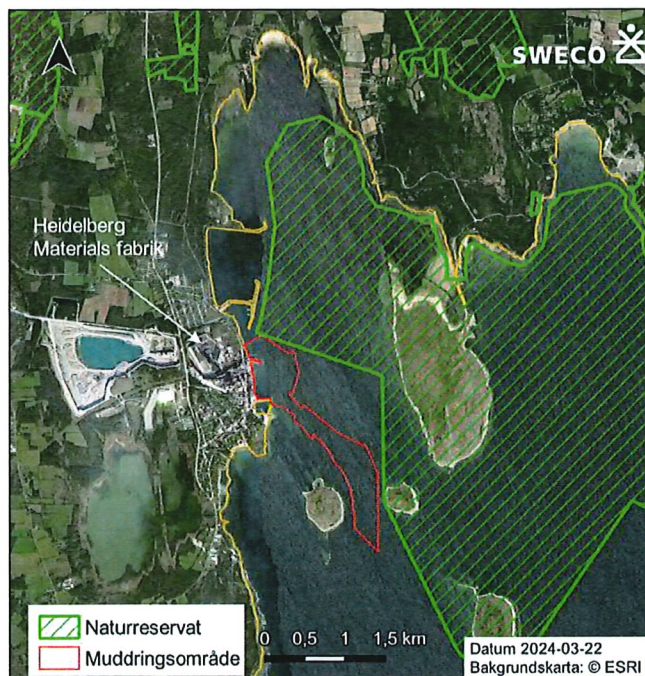 SWECO
Heidelberg
Materials fabrik
Naturreservat
Muddringsområde
0 0,5 1 1,5 km
Datum 2024-03-22
Bakgrundskarta: © ESRI